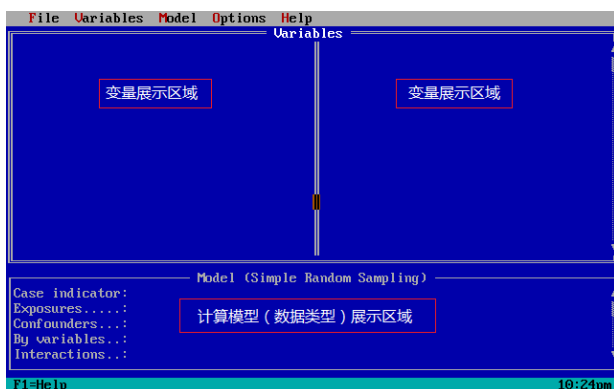 File Variables Model Options Help
Variables
变量展示区域 变量展示区域
Model (Simple Random Sampling)
Case indicator:
Exposures.....:
Confounders...:
By variables..:
Interactions..:
计算模型（数据类型）展示区域
F1=Help 10:24pm